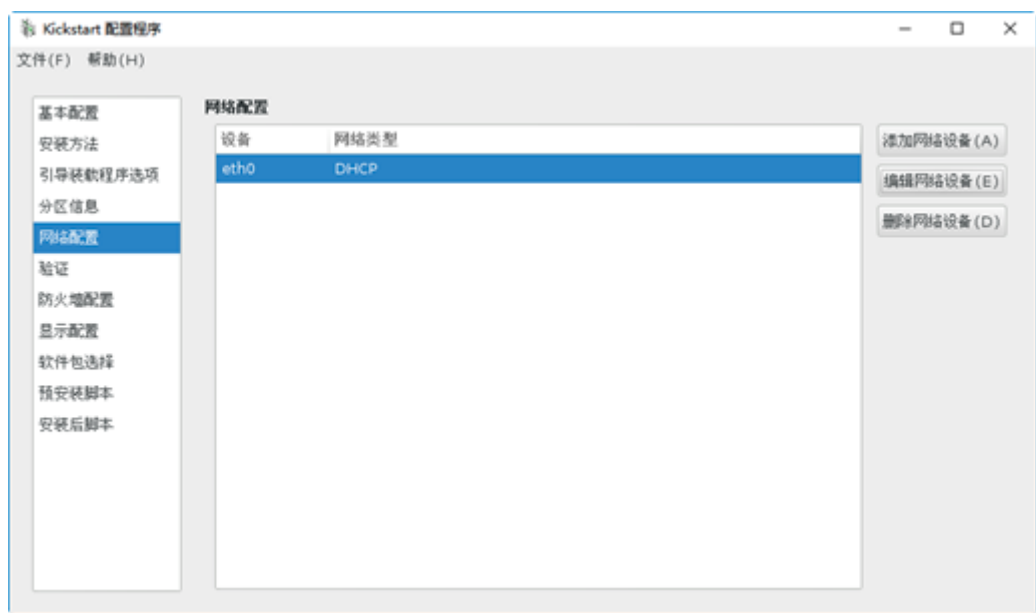 Kickstart 配置程序
文件(F) 帮助(H)
基本配置
安装方法
引导装载程序选项
分区信息
网络配置
验证
防火墙配置
显示配置
软件包选择
预安装脚本
安装后脚本
网络配置
设备 网络类型
eth0 DHCP
添加网络设备(A)
编辑网络设备(E)
删除网络设备(D)